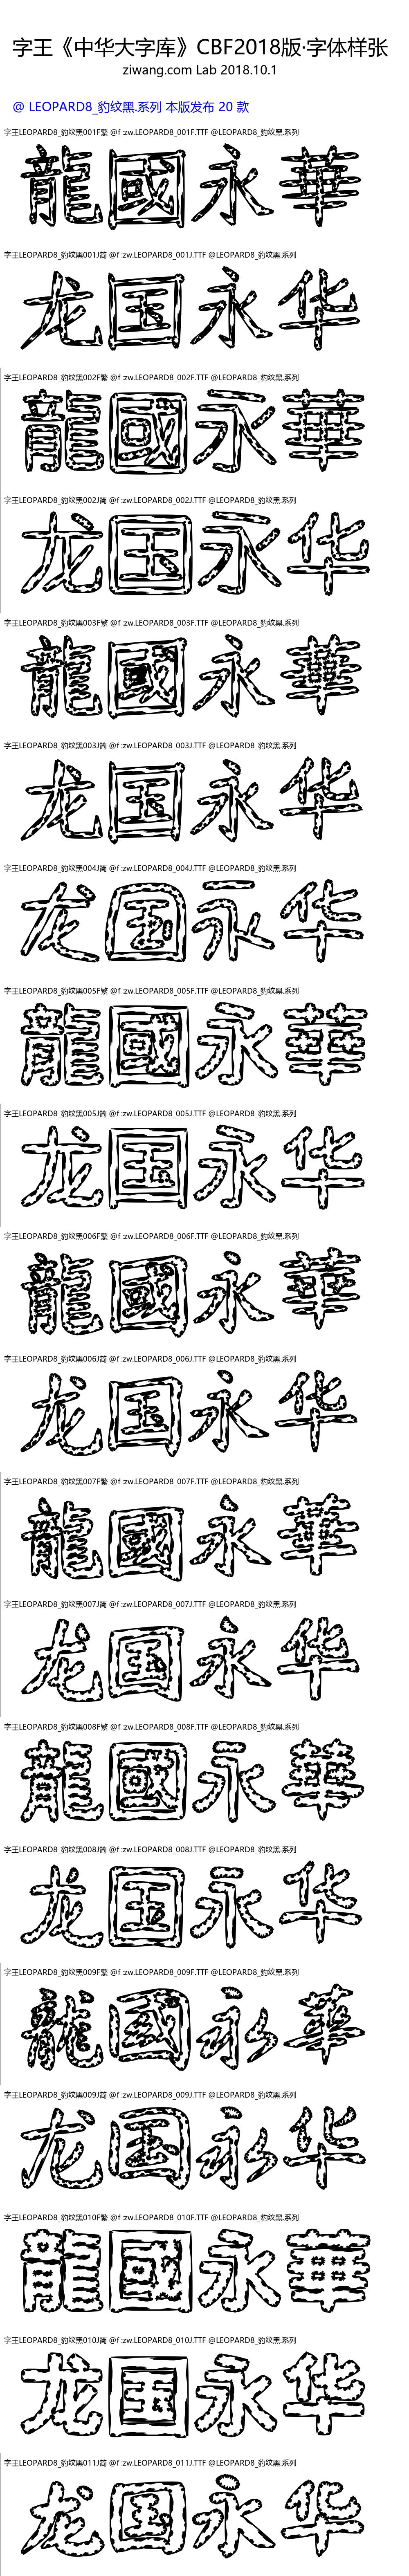 字王《中华大字库》CBF2018版·字体样张
ziwang.com Lab 2018.10.1
@ LEOPARD8_豹纹黑.系列 本版发布 20 款
字王LEOPARD8_豹纹黑001F繁 @f :zw.LEOPARD8_001F.TTF @LEOPARD8_豹纹黑.系列
龍國永華
字王LEOPARD8_豹纹黑001J简 @f :zw.LEOPARD8_001J.TTF @LEOPARD8_豹纹黑.系列
龙国永华
字王LEOPARD8_豹纹黑002F繁 @f :zw.LEOPARD8_002F.TTF @LEOPARD8_豹纹黑.系列
龍國永華
字王LEOPARD8_豹纹黑002J简 @f :zw.LEOPARD8_002J.TTF @LEOPARD8_豹纹黑.系列
龙国永华
字王LEOPARD8_豹纹黑003F繁 @f :zw.LEOPARD8_003F.TTF @LEOPARD8_豹纹黑.系列
龍國永華
字王LEOPARD8_豹纹黑003J简 @f :zw.LEOPARD8_003J.TTF @LEOPARD8_豹纹黑.系列
龙国永华
字王LEOPARD8_豹纹黑004J简 @f :zw.LEOPARD8_004J.TTF @LEOPARD8_豹纹黑.系列
龙国永华
字王LEOPARD8_豹纹黑005F繁 @f :zw.LEOPARD8_005F.TTF @LEOPARD8_豹纹黑.系列
龍國永華
字王LEOPARD8_豹纹黑005J简 @f :zw.LEOPARD8_005J.TTF @LEOPARD8_豹纹黑.系列
龙国永华
字王LEOPARD8_豹纹黑006F繁 @f :zw.LEOPARD8_006F.TTF @LEOPARD8_豹纹黑.系列
龍國永華
字王LEOPARD8_豹纹黑006J简 @f :zw.LEOPARD8_006J.TTF @LEOPARD8_豹纹黑.系列
龙国永华
字王LEOPARD8_豹纹黑007F繁 @f :zw.LEOPARD8_007F.TTF @LEOPARD8_豹纹黑.系列
龍國永華
字王LEOPARD8_豹纹黑007J简 @f :zw.LEOPARD8_007J.TTF @LEOPARD8_豹纹黑.系列
龙国永华
字王LEOPARD8_豹纹黑008F繁 @f :zw.LEOPARD8_008F.TTF @LEOPARD8_豹纹黑.系列
龍國永華
字王LEOPARD8_豹纹黑008J简 @f :zw.LEOPARD8_008J.TTF @LEOPARD8_豹纹黑.系列
龙国永华
字王LEOPARD8_豹纹黑009F繁 @f :zw.LEOPARD8_009F.TTF @LEOPARD8_豹纹黑.系列
龍國永華
字王LEOPARD8_豹纹黑009J简 @f :zw.LEOPARD8_009J.TTF @LEOPARD8_豹纹黑.系列
龙国永华
字王LEOPARD8_豹纹黑010F繁 @f :zw.LEOPARD8_010F.TTF @LEOPARD8_豹纹黑.系列
龍國永華
字王LEOPARD8_豹纹黑010J简 @f :zw.LEOPARD8_010J.TTF @LEOPARD8_豹纹黑.系列
龙国永华
字王LEOPARD8_豹纹黑011J简 @f :zw.LEOPARD8_011J.TTF @LEOPARD8_豹纹黑.系列
龙国永华